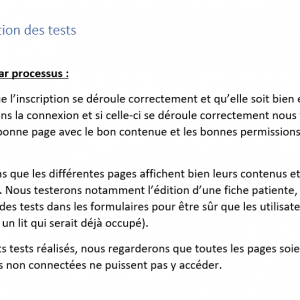 tion des tests
ar processus :
e l'inscription se déroule correctement et qu'elle soit bien e
ns la connexion et si celle-ci se déroule correctement nous
bonne page avec le bon contenue et les bonnes permissions
s que les différentes pages affichent bien leurs contenus et
. Nous testerons notamment l'édition d'une fiche patiente,
des tests dans les formulaires pour être sûr que les utilisate
un lit qui serait déjà occupé).
ts tests réalisés, nous regarderons que toutes les pages soie
s non connectées ne puissent pas y accéder.